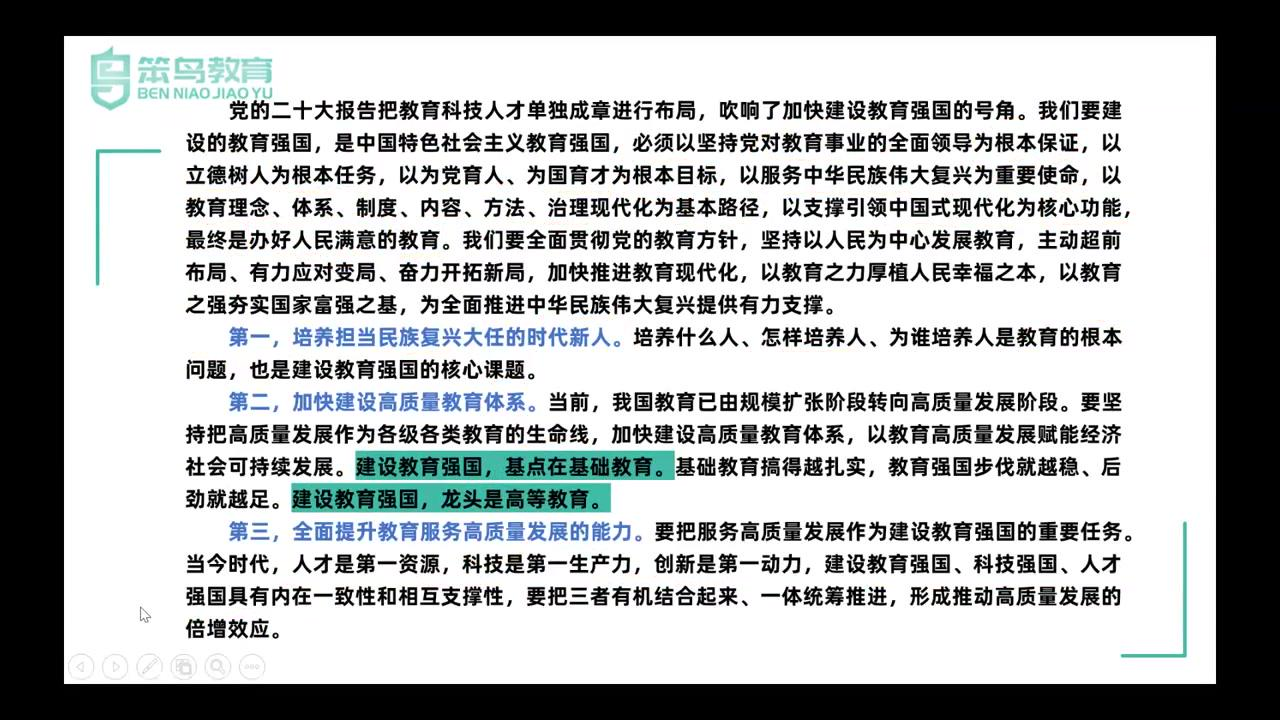 笨鸟教育
BEN NIAO JIAO YU
党的二十大报告把教育科技人才单独成章进行布局，吹响了加快建设教育强国的号角。我们要建
设的教育强国，是中国特色社会主义教育强国，必须以坚持党对教育事业的全面领导为根本保证，以
立德树人为根本任务，以为党育人、为国育才为根本目标，以服务中华民族伟大复兴为重要使命，以
教育理念、体系、制度、内容、方法、治理现代化为基本路径，以支撑引领中国式现代化为核心功能，
最终是办好人民满意的教育。我们要全面贯彻党的教育方针，坚持以人民为中心发展教育，主动超前
布局、有力应对变局、奋力开拓新局，加快推进教育现代化，以教育之力厚植人民幸福之本，以教育
之强夯实国家富强之基，为全面推进中华民族伟大复兴提供有力支撑。
第一，培养担当民族复兴大任的时代新人。培养什么人、怎样培养人、为谁培养人是教育的根本
问题，也是建设教育强国的核心课题。
第二，加快建设高质量教育体系。当前，我国教育已由规模扩张阶段转向高质量发展阶段。要坚
持把高质量发展作为各级各类教育的生命线，加快建设高质量教育体系，以教育高质量发展赋能经济
社会可持续发展。建设教育强国，基点在基础教育。基础教育搞得越扎实，教育强国步伐就越稳、后
劲就越足。建设教育强国，龙头是高等教育。
第三，全面提升教育服务高质量发展的能力。要把服务高质量发展作为建设教育强国的重要任务。
当今时代，人才是第一资源，科技是第一生产力，创新是第一动力，建设教育强国、科技强国、人才
强国具有内在一致性和相互支撑性，要把三者有机结合起来、一体统筹推进，形成推动高质量发展的
倍增效应。